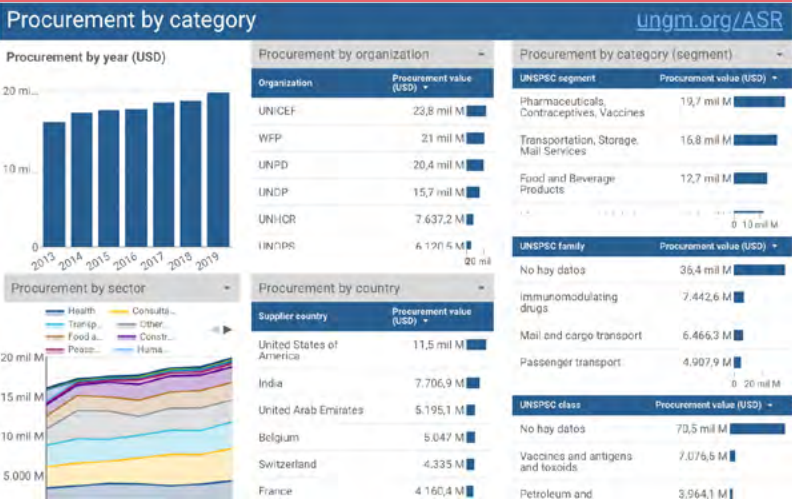 Procurement by category
ungm.org/ASR
Procurement by year (USD)
20 mi...
10 mi...
0
2013 2014 2015 2016 2017 2018 2019
Procurement by organization
Organization Procurement value (USD)
UNICEF 23,8 mil M
WFP 21 mil M
UNPD 20,4 mil M
UNDP 15,7 mil M
UNHCR 7.637,2 M
UNOPS 6.120,5 M
20 mil
Procurement by category (segment)
UNSPSC segment Procurement value (USD)
Pharmaceuticals, 19,7 mil M
Contraceptives, Vaccines
Transportation, Storage, 16,8 mil M
Mail Services
Food and Beverage 12,7 mil M
Products
0 10 mil M
UNSPSC family Procurement value (USD)
No hay datos 36,4 mil M
Immunomodulating 7.442,6 M
drugs
Mail and cargo transport 6.466,3 M
Passenger transport 4.907,9 M
0 20 mil M
UNSPSC class Procurement value (USD)
No hay datos 70,5 mil M
Vaccines and antigens 7.076,6 M
and toxoids
Petroleum and 3.964,1 M
Procurement by sector
Health Consulta...
Transp... Other...
Food a... Constr...
Peace... Huma...
20 mil M
15 mil M
10 mil M
5.000 M
Procurement by country
Supplier country Procurement value (USD)
United States of 11,5 mil M
America
India 7.706,9 M
United Arab Emirates 5.195,1 M
Belgium 5.047 M
Switzerland 4.335 M
France 4.160,4 M